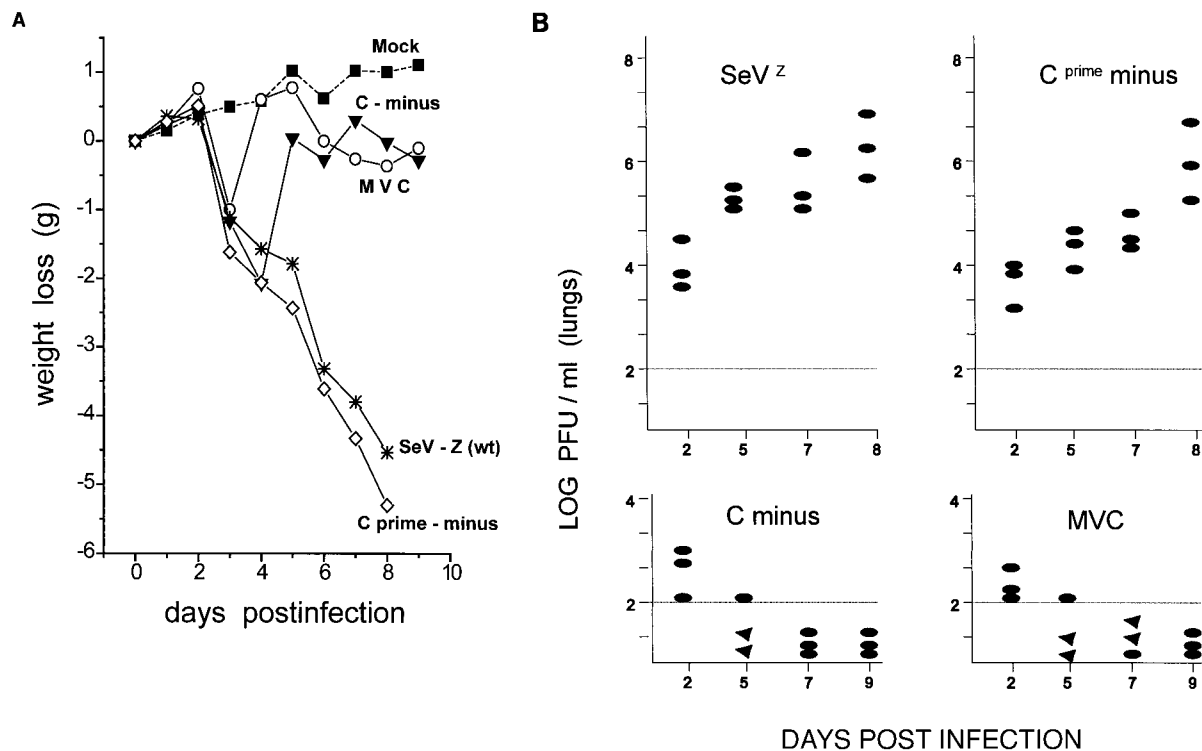 A
Mock
C - minus
M V C
SeV - Z (wt)
C prime - minus
1
0
-1
-2
-3
-4
-5
-6
weight loss (g)
0 2 4 6 8 10
days postinfection
B
LOG PFU / ml (lungs)
SeV Z
8
6
4
2
2 5 7 8
C prime minus
8
6
4
2
2 5 7 8
C minus
4
2
2 5 7 9
MVC
4
2
2 5 7 9
DAYS POST INFECTION